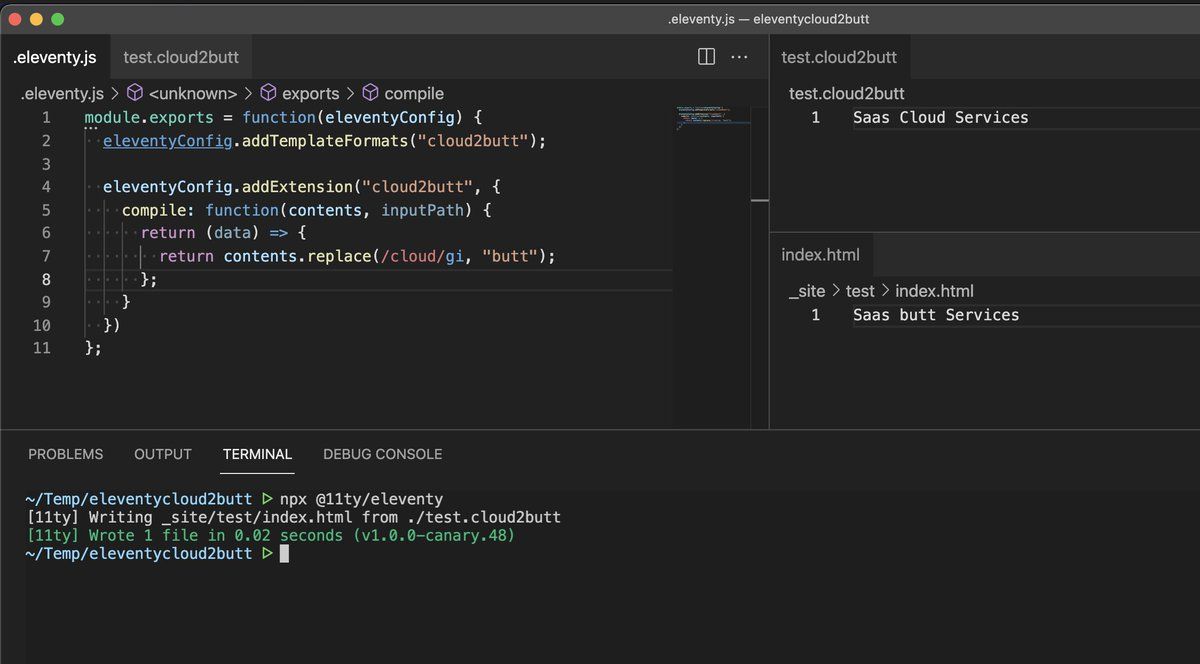 .eleventy.js — eleventycloud2butt
.eleventy.js test.cloud2butt
.eleventy.js > <unknown> > exports > compile
1 module.exports = function(eleventyConfig) {
2 eleventyConfig.addTemplateFormats("cloud2butt");
3
4 eleventyConfig.addExtension("cloud2butt", {
5 compile: function(contents, inputPath) {
6 return (data) => {
7 return contents.replace(/cloud/gi, "butt");
8 };
9 }
10 })
11 };
test.cloud2butt
test.cloud2butt
1 Saas Cloud Services
index.html
_site > test > index.html
1 Saas butt Services
PROBLEMS OUTPUT TERMINAL DEBUG CONSOLE
~/Temp/eleventycloud2butt ▷ npx @11ty/eleventy
[11ty] Writing _site/test/index.html from ./test.cloud2butt
[11ty] Wrote 1 file in 0.02 seconds (v1.0.0-canary.48)
~/Temp/eleventycloud2butt ▷